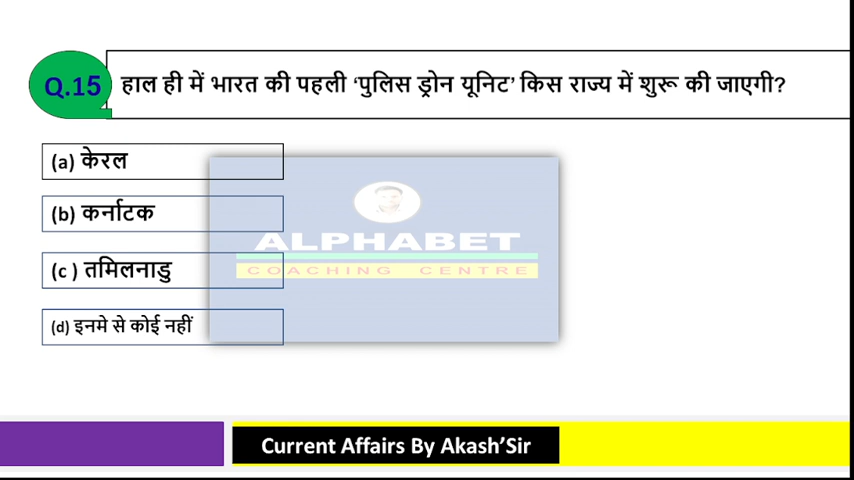 Q.15 हाल ही में भारत की पहली ‘पुलिस ड्रोन यूनिट’ किस राज्य में शुरू की जाएगी?
(a) केरल
(b) कर्नाटक
(c ) तमिलनाडु
(d) इनमे से कोई नहीं
ALPHABET
COACHING CENTRE
Current Affairs By Akash’Sir